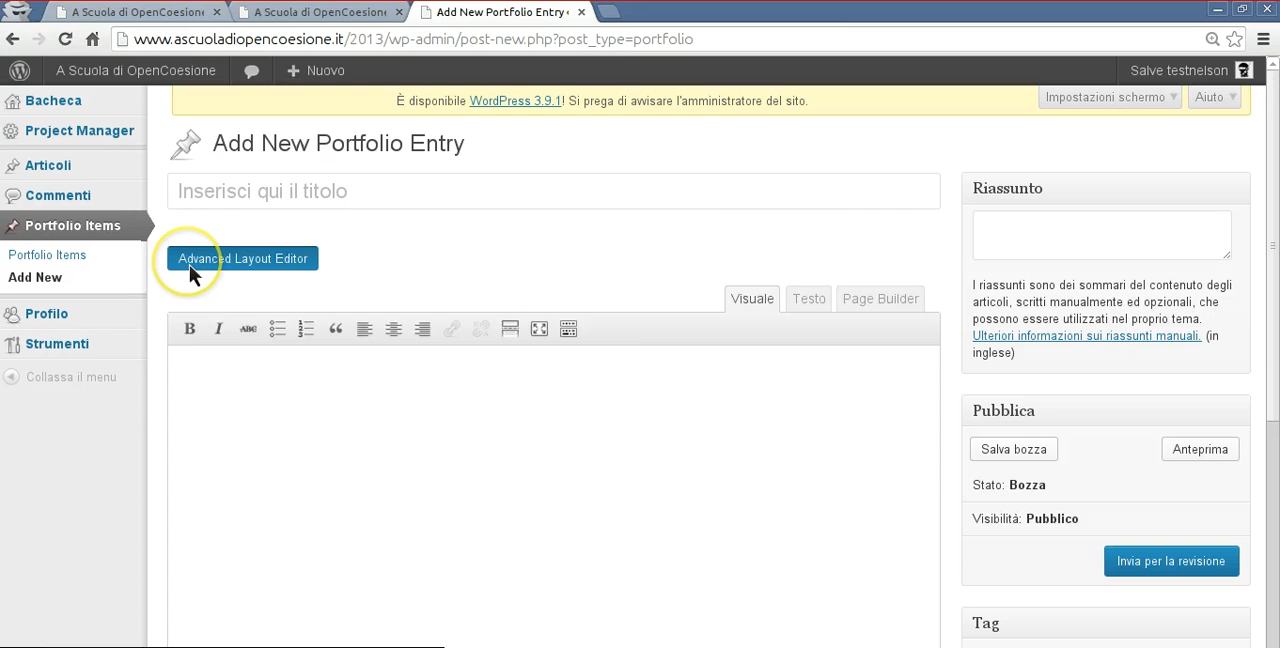 A Scuola di OpenCoesione
A Scuola di OpenCoesione
Add New Portfolio Entry ‹
www.ascuoladiopencoesione.it/2013/wp-admin/post-new.php?post_type=portfolio
A Scuola di OpenCoesione
Nuovo
Salve testnelson
Bacheca
Project Manager
Articoli
Commenti
Portfolio Items
Portfolio Items
Add New
Profilo
Strumenti
Collassa il menu
È disponibile WordPress 3.9.1! Si prega di avvisare l'amministratore del sito.
Impostazioni schermo
Aiuto
Add New Portfolio Entry
Inserisci qui il titolo
Advanced Layout Editor
Visuale
Testo
Page Builder
B I ABC
Riassunto
I riassunti sono dei sommari del contenuto degli
articoli, scritti manualmente ed opzionali, che
possono essere utilizzati nel proprio tema.
Ulteriori informazioni sui riassunti manuali. (in
inglese)
Pubblica
Salva bozza
Anteprima
Stato: Bozza
Visibilità: Pubblico
Invia per la revisione
Tag